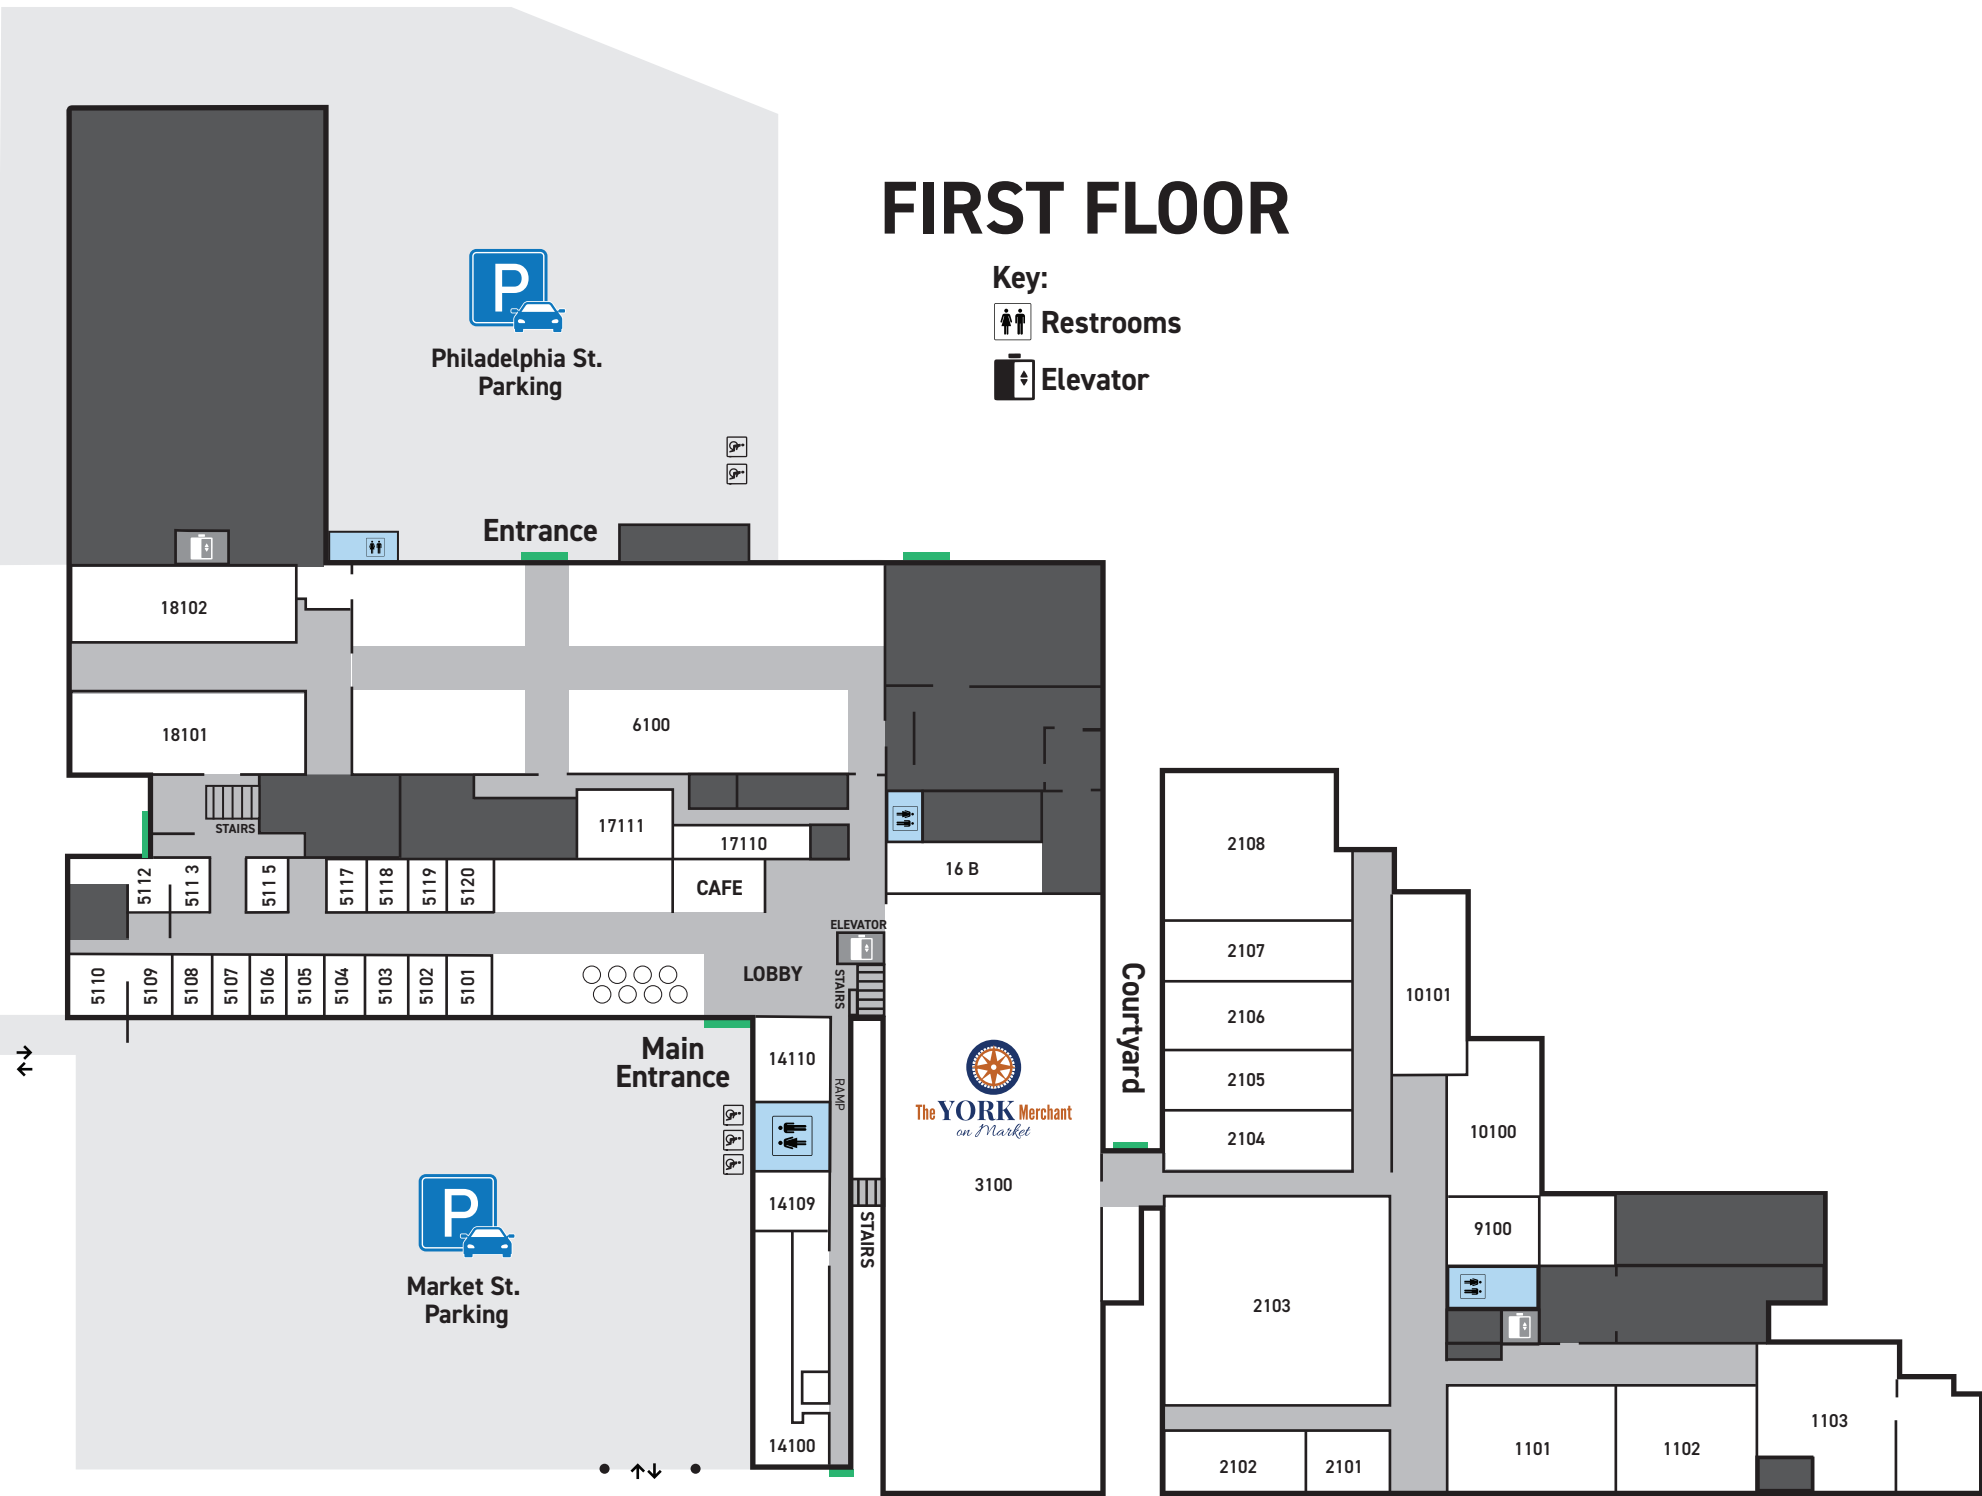 FIRST FLOOR
Key:
Restrooms
Elevator
P
Philadelphia St.
Parking
Entrance
18102
18101
6100
STAIRS
17111
17110
16 B
CAFE
5112
5113
5115
5117
5118
5119
5120
ELEVATOR
LOBBY
STAIRS
5110
5109
5108
5107
5106
5105
5104
5103
5102
5101
Main
Entrance
14110
RAMP
14109
STAIRS
14100
P
Market St.
Parking
The YORK Merchant
on Market
3100
Courtyard
2108
2107
2106
2105
2104
2103
2102
2101
10101
10100
9100
1101
1102
1103